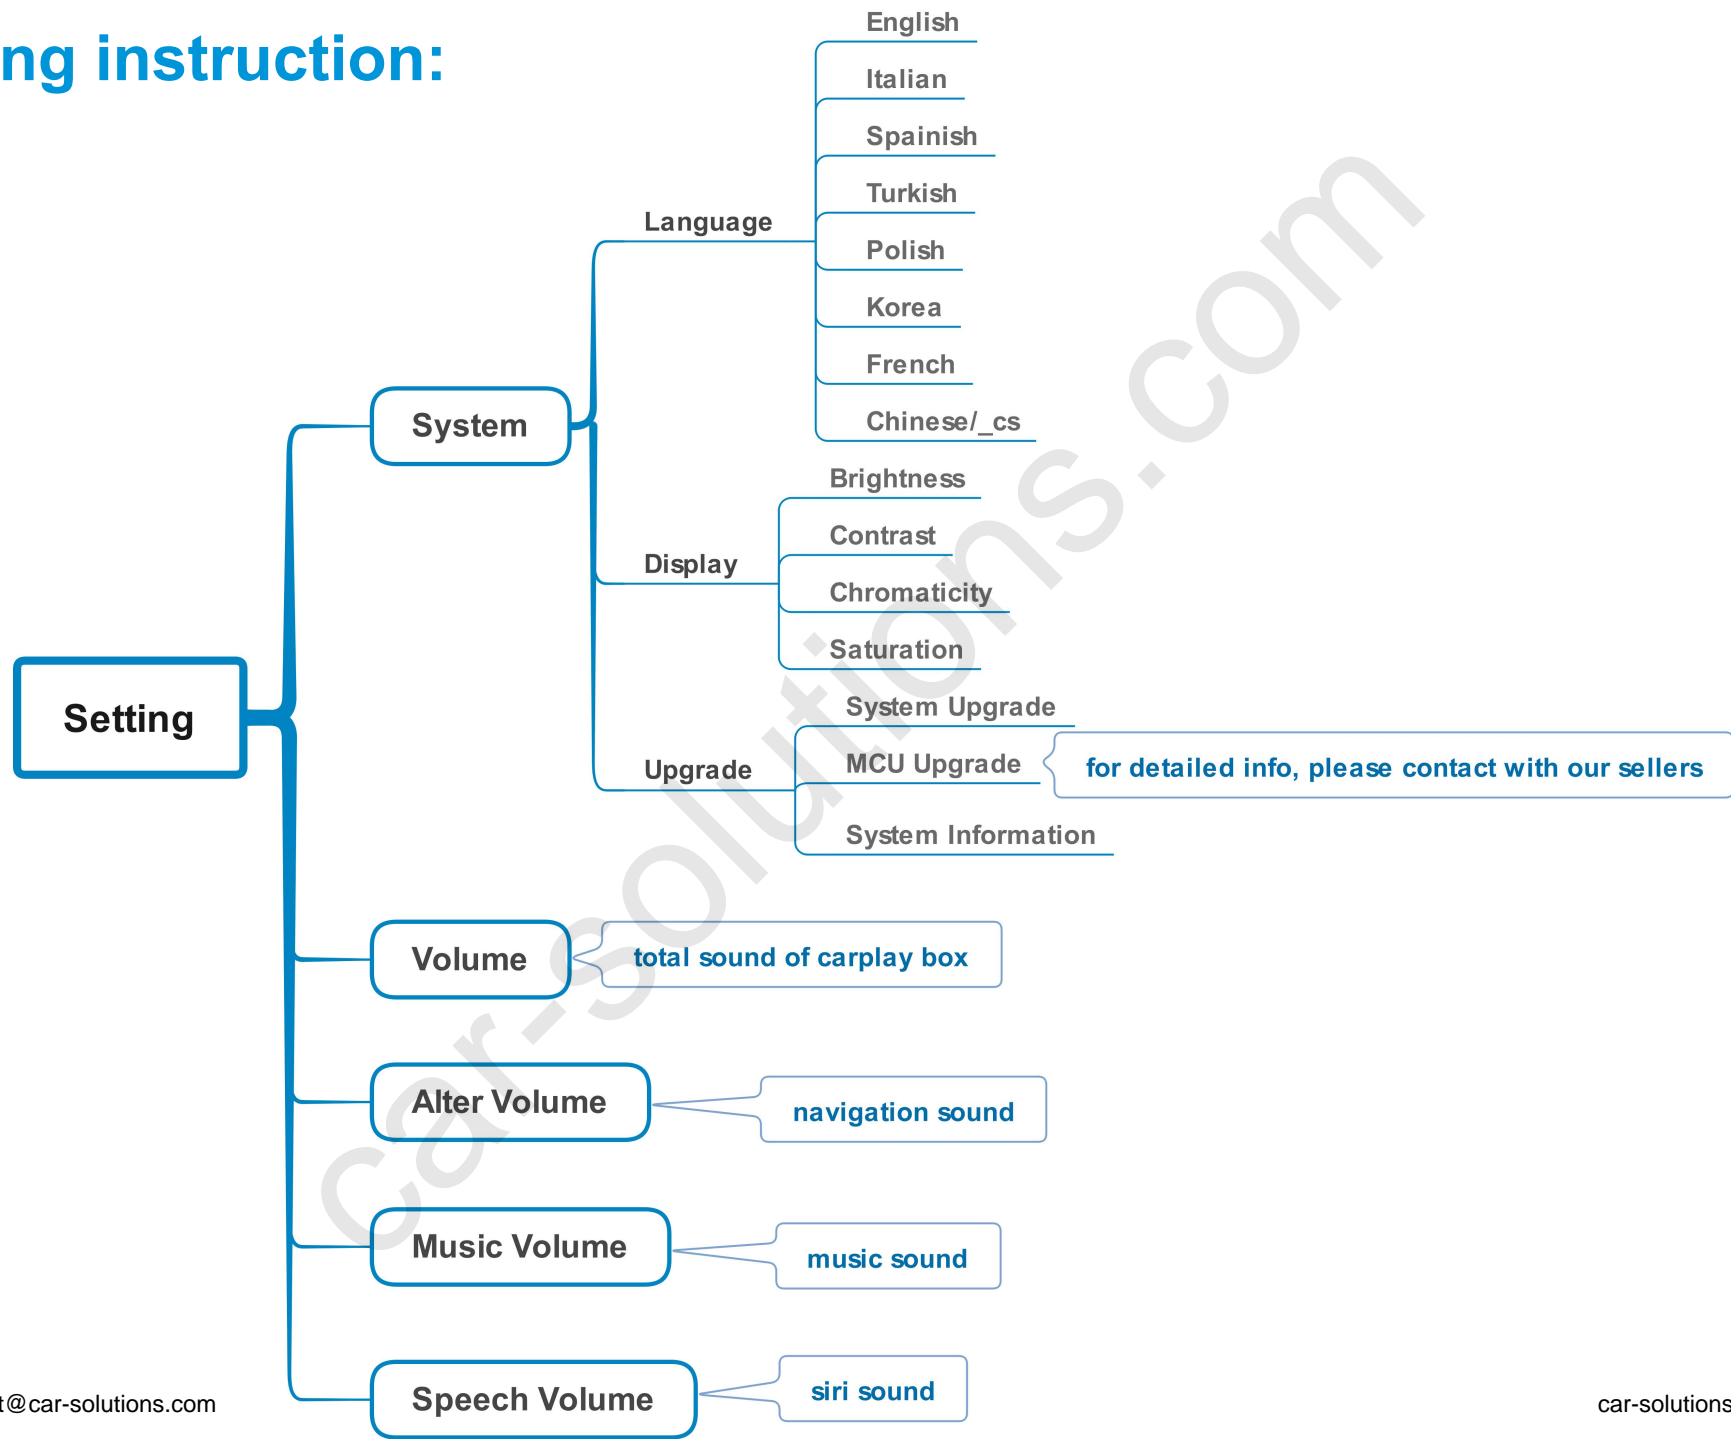 ng instruction:
English
Italian
Spainish
Turkish
Language
Polish
Korea
French
Chinese/_cs
System
Brightness
Contrast
Display
Chromaticity
Saturation
System Upgrade
Setting
MCU Upgrade
for detailed info, please contact with our sellers
Upgrade
System Information
Volume
total sound of carplay box
Alter Volume
navigation sound
Music Volume
music sound
Speech Volume
siri sound
t@car-solutions.com
car-solutions
car-solutions.com